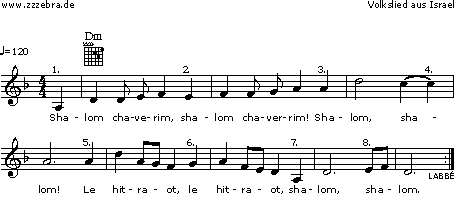 www.zzzebra.de Volkslied aus Israel
Dm
♩=120 1. 2. 3. 4.
4/4
Sha- lom cha-ve-rim, sha- lom cha-ver-rim! Sha-lom, sha -
5. 6. 7. 8.
LABBÉ
lom! Le hit-ra-ot, le hit-ra-ot, sha-lom, sha-lom.